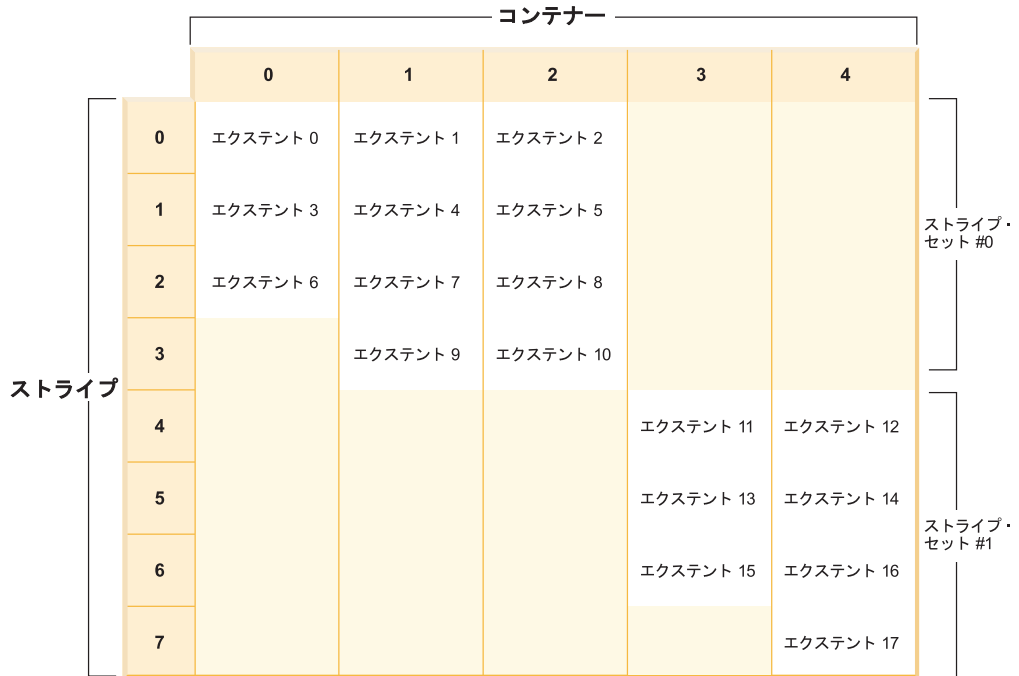 コンテナー
0 1 2 3 4
0 エクステント 0 エクステント 1 エクステント 2
1 エクステント 3 エクステント 4 エクステント 5
ストライプ・
セット #0
2 エクステント 6 エクステント 7 エクステント 8
3 エクステント 9 エクステント 10
ストライプ
4 エクステント 11 エクステント 12
5 エクステント 13 エクステント 14
ストライプ・
セット #1
6 エクステント 15 エクステント 16
7 エクステント 17